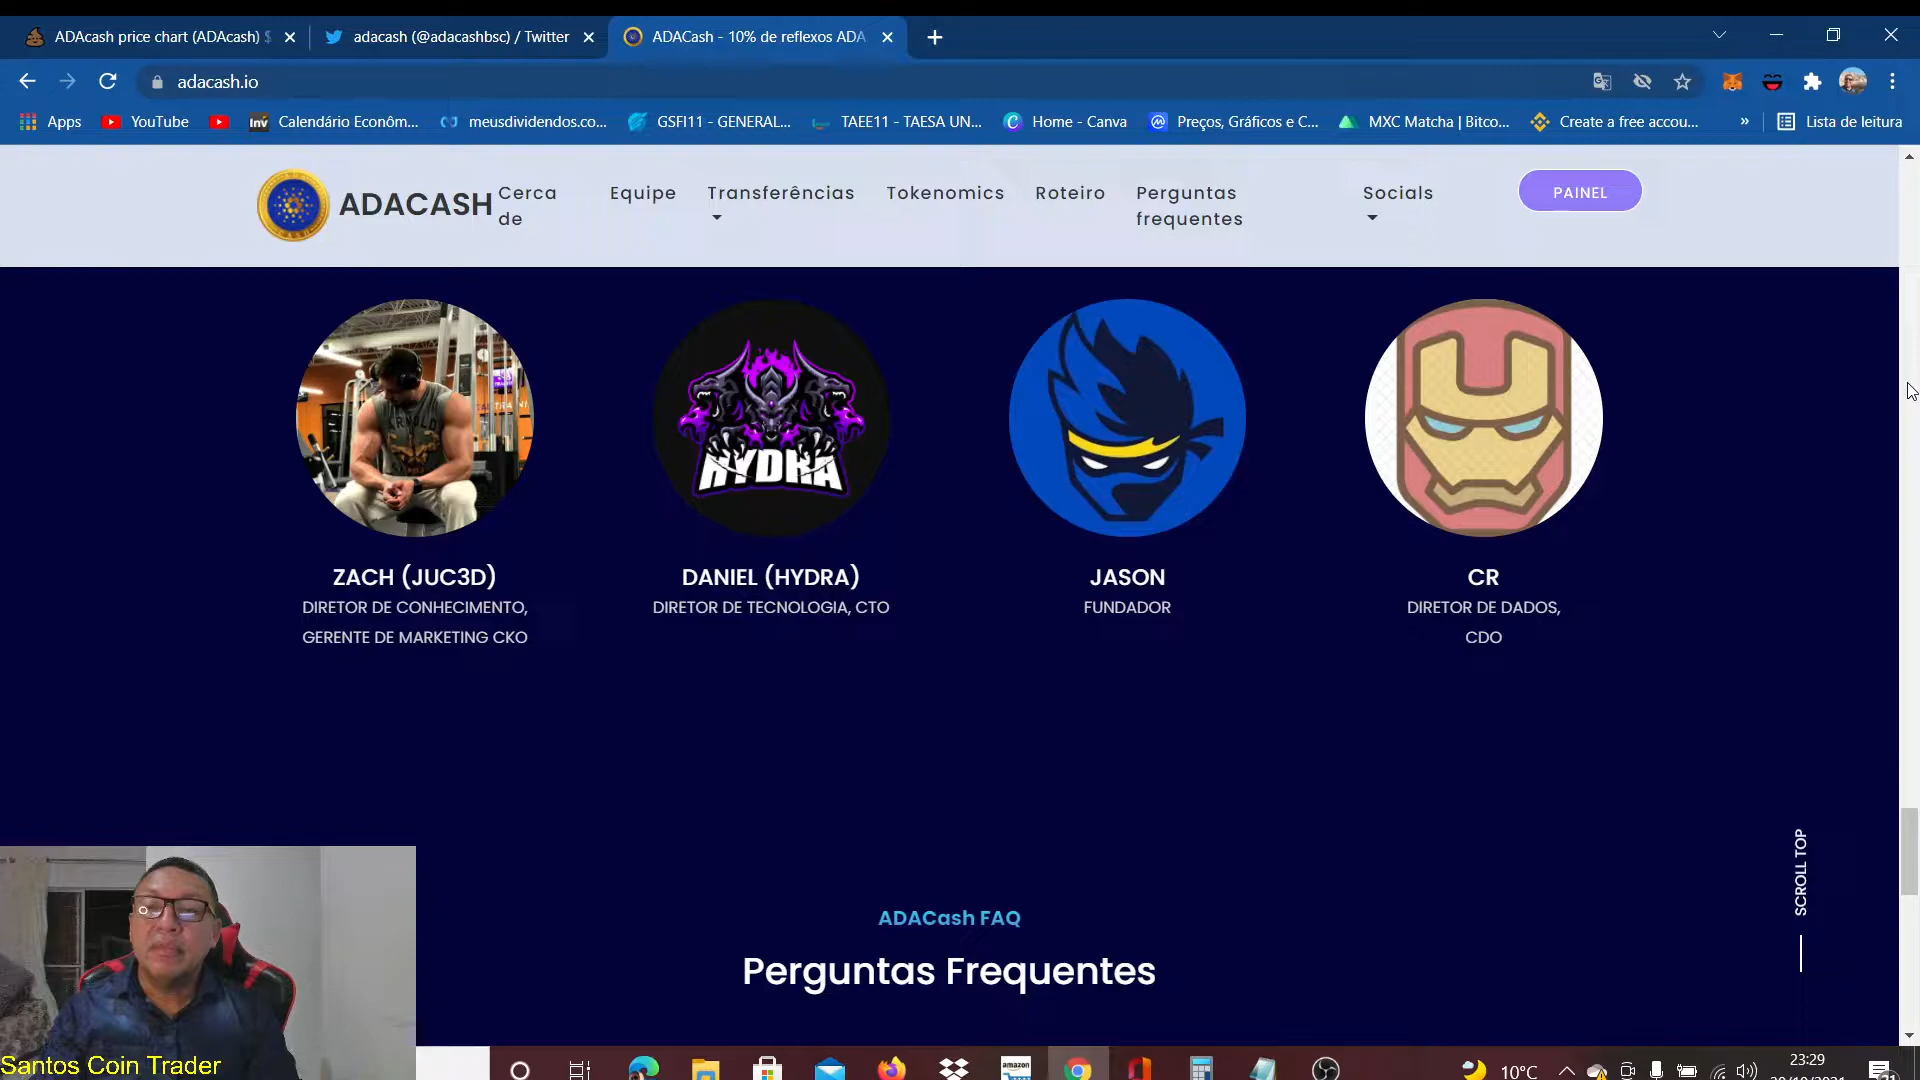 ADAcash price chart (ADAcash) $
adacash (@adacashbsc) / Twitter
ADACash - 10% de reflexos ADA
adacash.io
Apps
YouTube
Inv
Calendário Econôm...
meusdividendos.co...
GSFI11 - GENERAL...
TAEE11 - TAESA UN...
Home - Canva
Preços, Gráficos e C...
MXC Matcha | Bitco...
Create a free accou...
»
Lista de leitura
ADACASH
Cerca
de
Equipe
Transferências
Tokenomics
Roteiro
Perguntas
frequentes
Socials
PAINEL
HYDRA
ZACH (JUC3D)
DIRETOR DE CONHECIMENTO,
GERENTE DE MARKETING CKO
DANIEL (HYDRA)
DIRETOR DE TECNOLOGIA, CTO
JASON
FUNDADOR
CR
DIRETOR DE DADOS,
CDO
SCROLL TOP
ADACash FAQ
Perguntas Frequentes
Santos Coin Trader
amazon
10°C
23:29